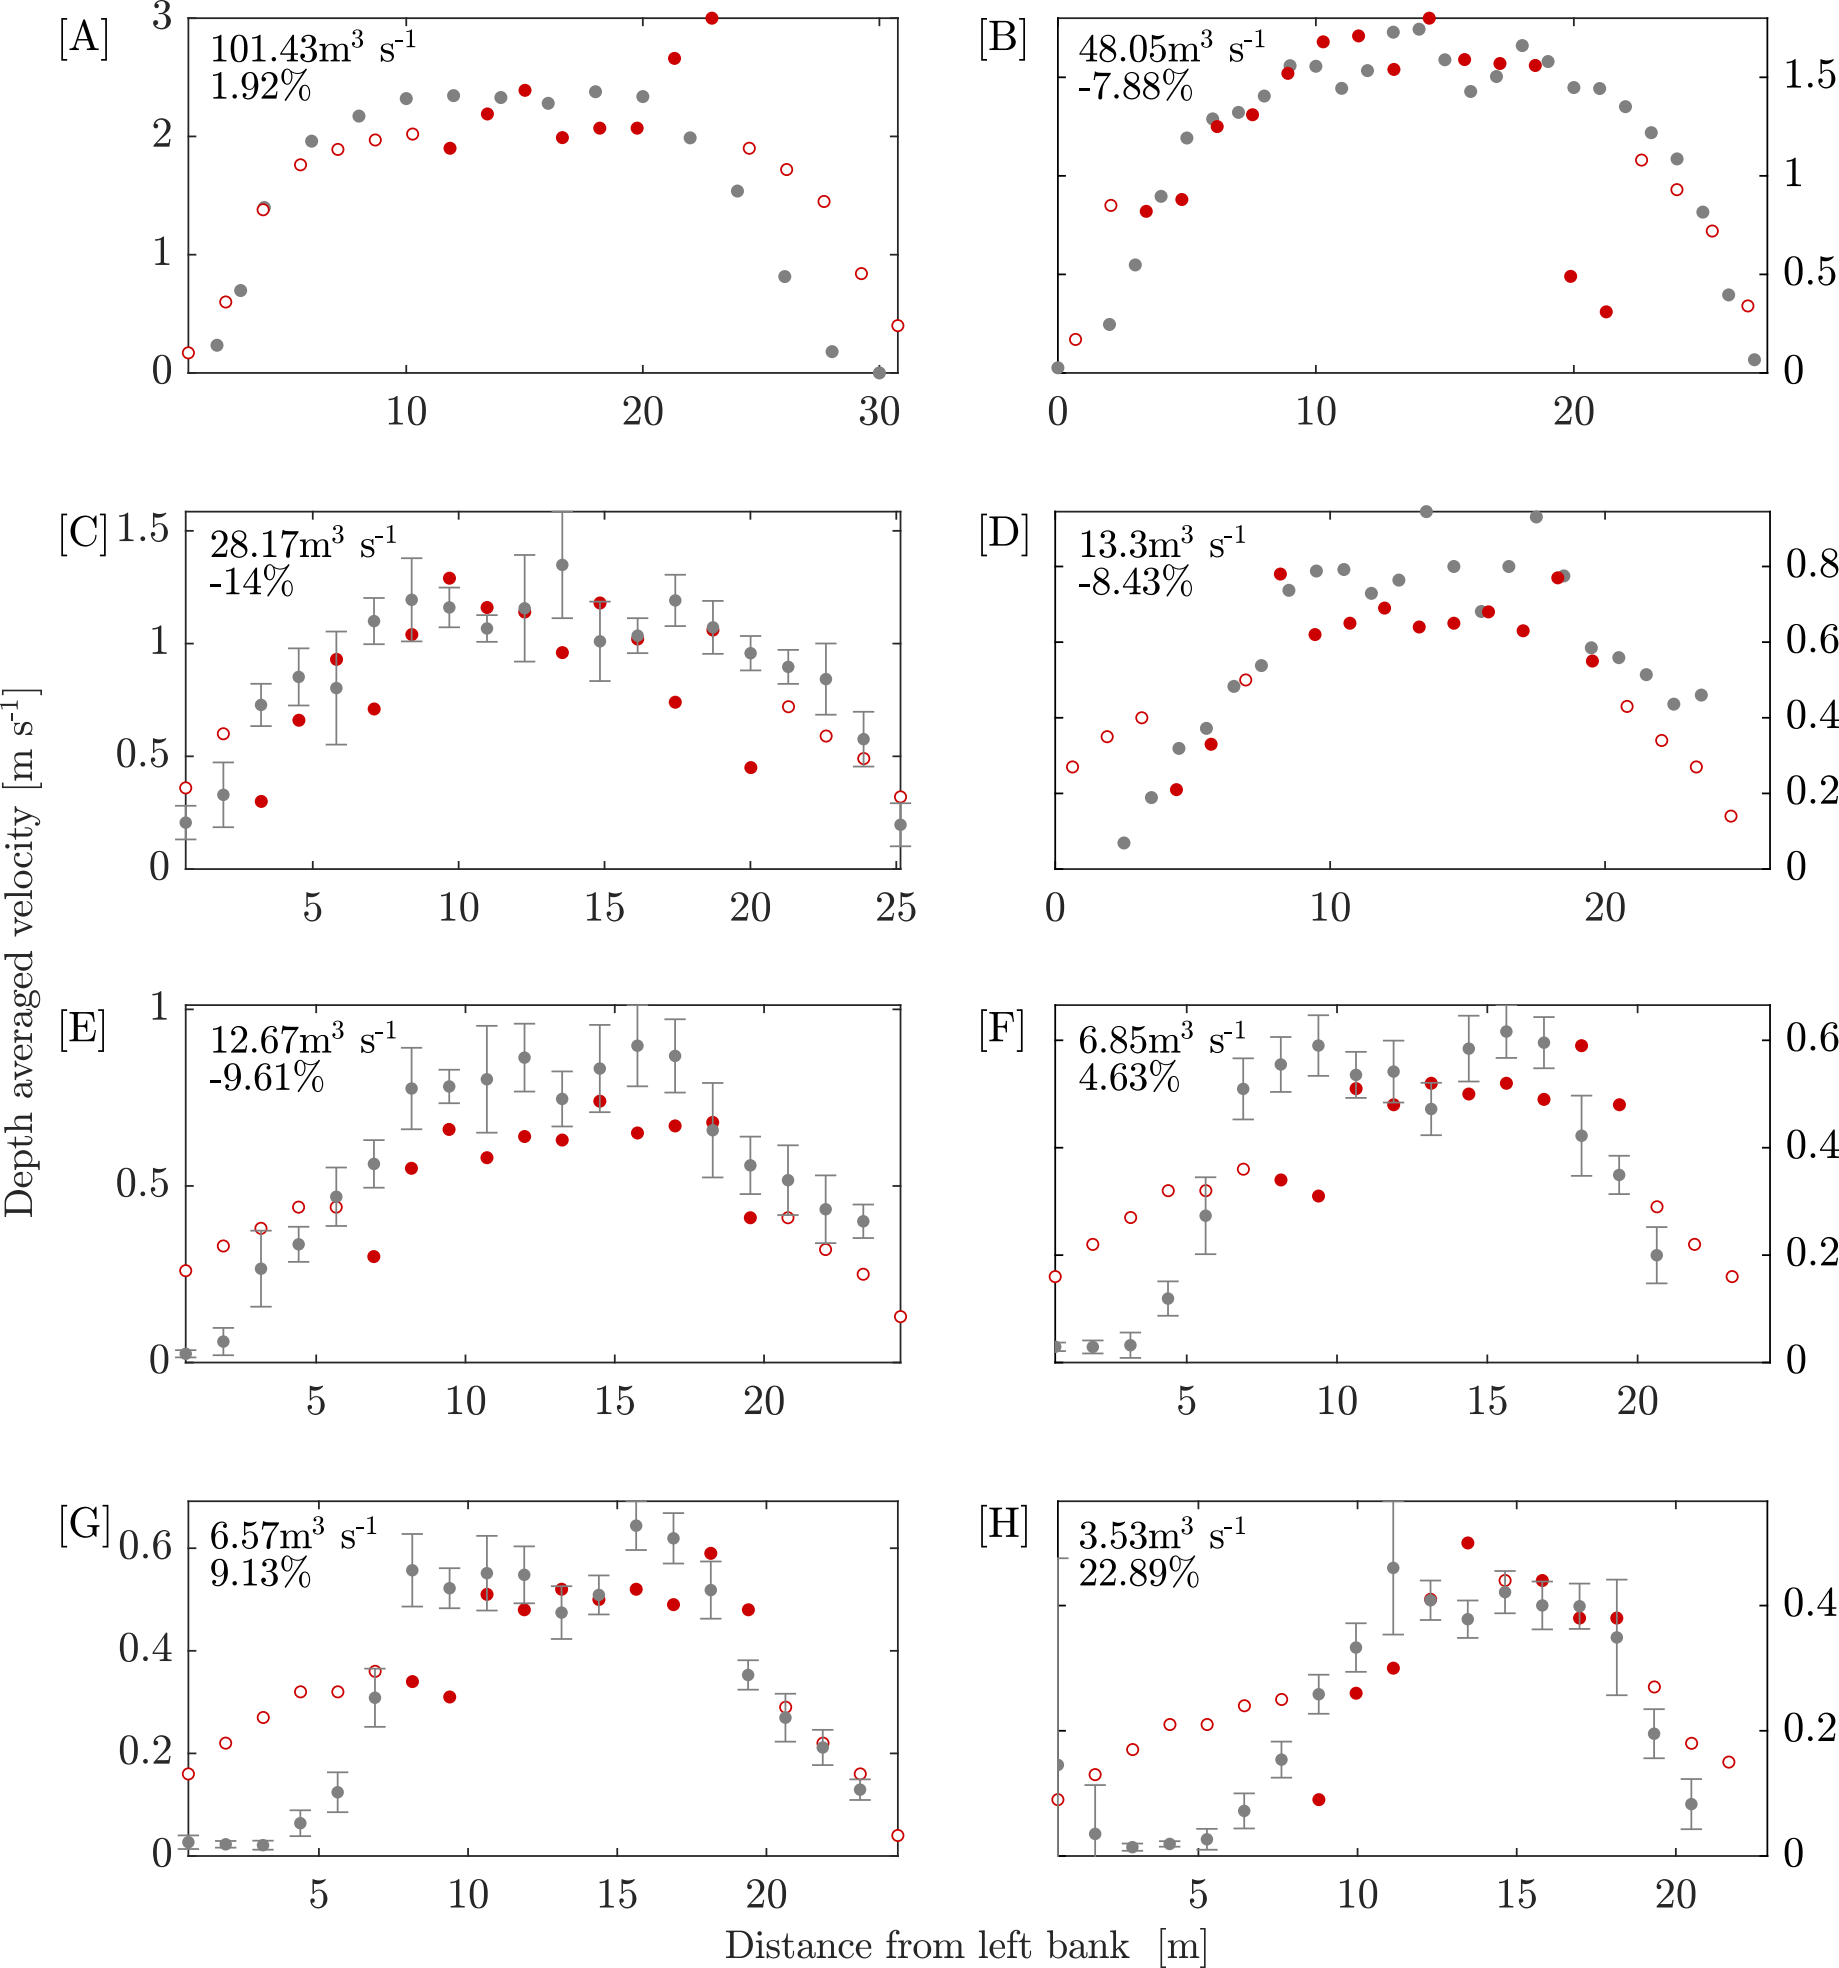 [A]
101.43m³ s⁻¹
1.92%
3
2
1
0
10 20 30
[B]
48.05m³ s⁻¹
-7.88%
1.5
1
0.5
0
0 10 20
[C]
28.17m³ s⁻¹
-14%
1.5
1
0.5
0
5 10 15 20 25
[D]
13.3m³ s⁻¹
-8.43%
0.8
0.6
0.4
0.2
0
0 10 20
Depth averaged velocity [m s⁻¹]
[E]
12.67m³ s⁻¹
-9.61%
1
0.5
0
5 10 15 20
[F]
6.85m³ s⁻¹
4.63%
0.6
0.4
0.2
0
5 10 15 20
[G]
6.57m³ s⁻¹
9.13%
0.6
0.4
0.2
0
5 10 15 20
[H]
3.53m³ s⁻¹
22.89%
0.4
0.2
0
5 10 15 20
Distance from left bank [m]